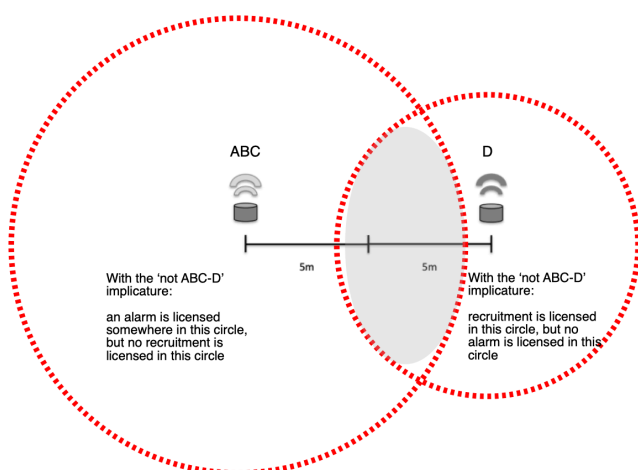 ABC
D
5m
5m
With the 'not ABC-D'
implicature:
an alarm is licensed
somewhere in this circle,
but no recruitment is
licensed in this circle
With the 'not ABC-D'
implicature:
recruitment is licensed
in this circle, but no
alarm is licensed in this
circle